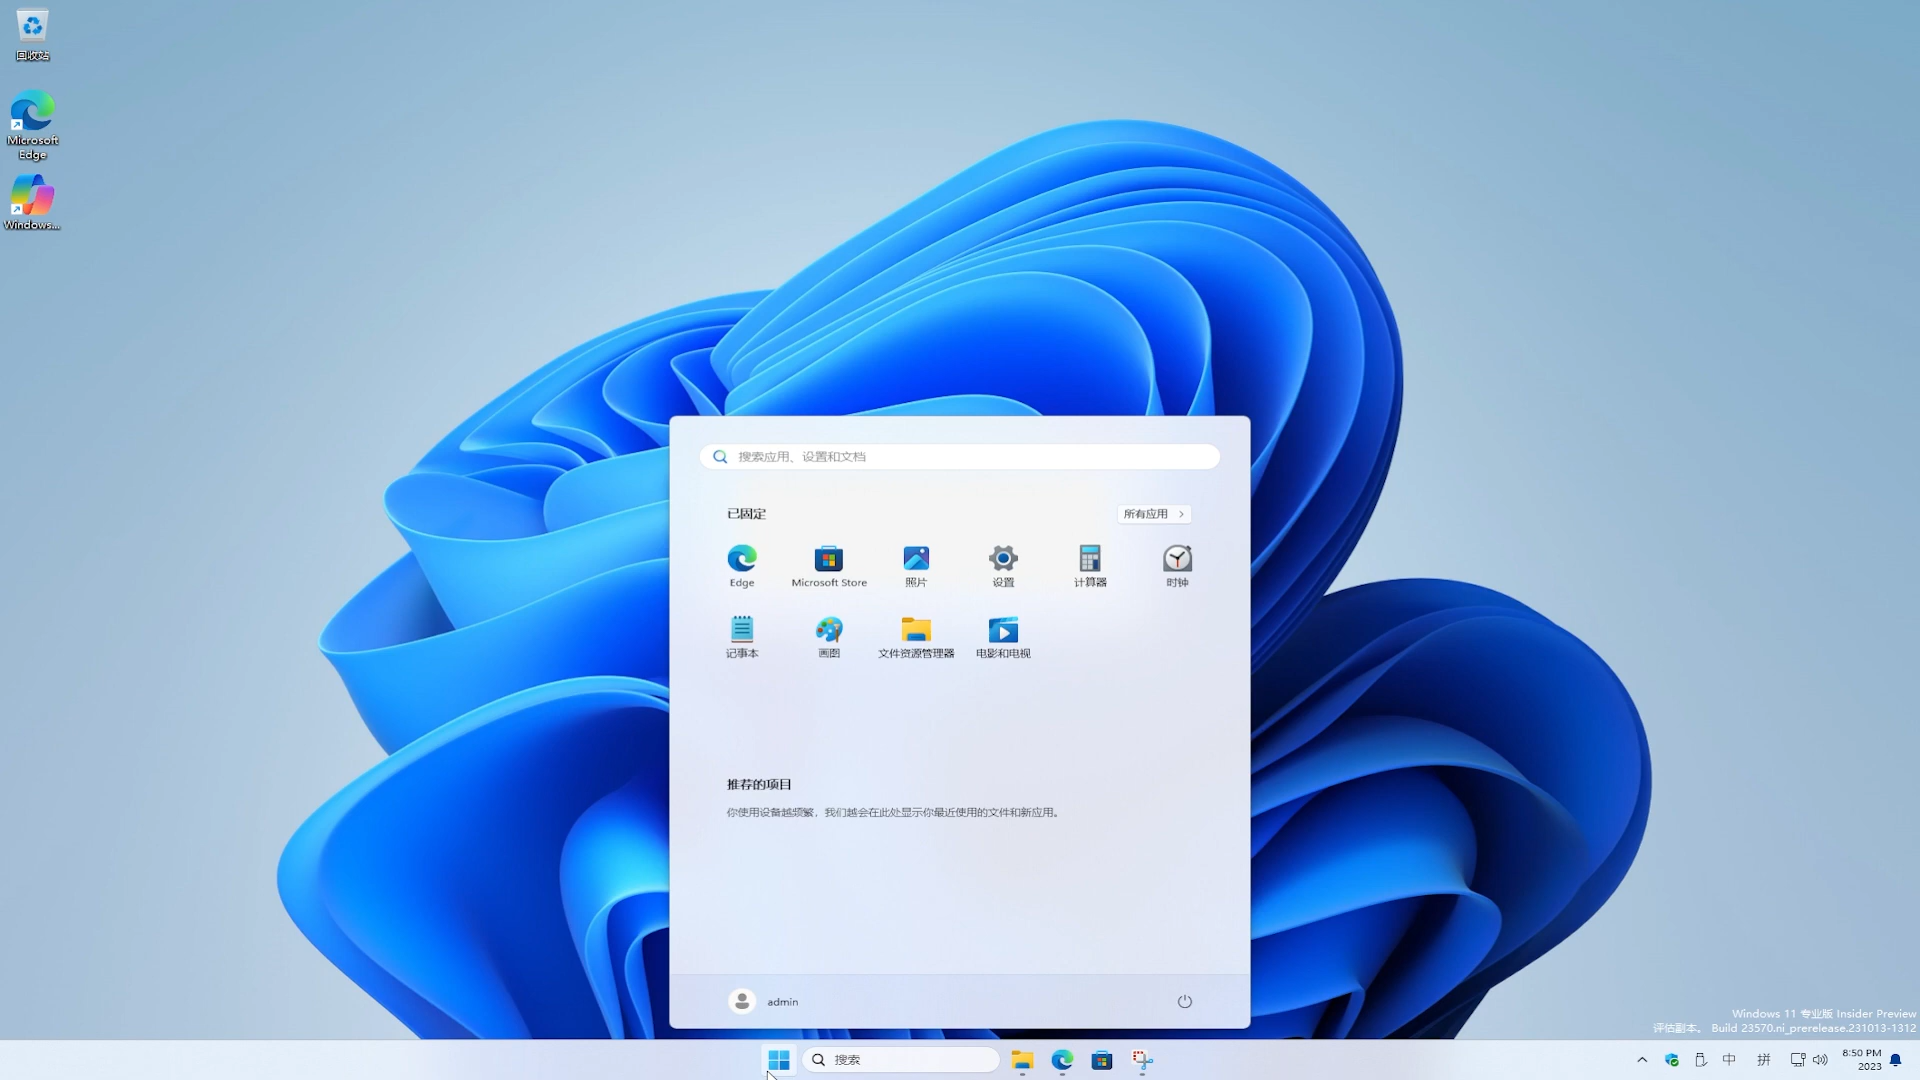 回收站
Microsoft
Edge
Windows...
搜索应用、设置和文档
已固定
所有应用
Edge
Microsoft Store
照片
设置
计算器
时钟
记事本
画图
文件资源管理器
电影和电视
推荐的项目
你使用设备越频繁，我们越会在此处显示你最近使用的文件和新应用。
admin
Windows 11 专业版 Insider Preview
评估副本。 Build 23570.ni_prerelease.231013-1312
搜索
中
拼
8:50 PM
2023